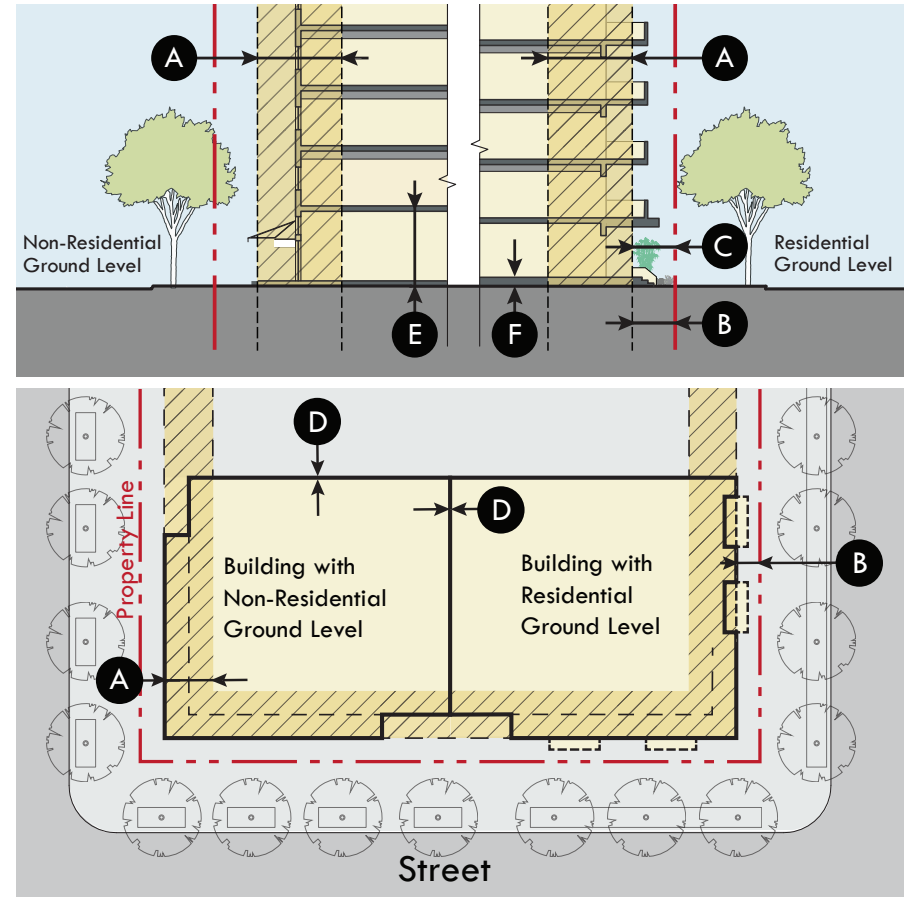 A
A
Non-Residential
Ground Level
C
Residential
Ground Level
E
F
B
D
Property Line
D
Building with
Non-Residential
Ground Level
Building with
Residential
Ground Level
B
A
Street